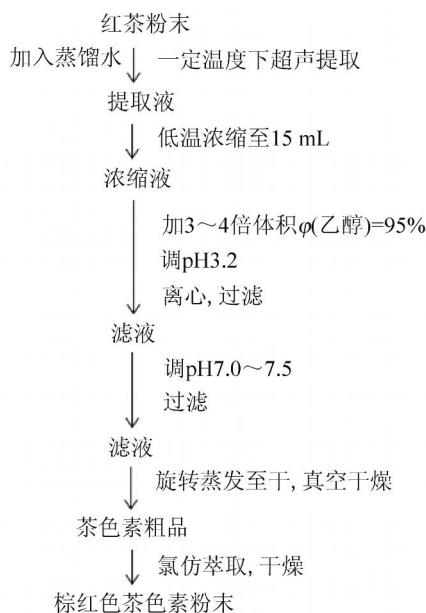 红茶粉末
加入蒸馏水 一定温度下超声提取
提取液
低温浓缩至15 mL
浓缩液
加3～4倍体积φ(乙醇)=95%
调pH3.2
离心, 过滤
滤液
调pH7.0～7.5
过滤
滤液
旋转蒸发至干, 真空干燥
茶色素粗品
氯仿萃取, 干燥
棕红色茶色素粉末